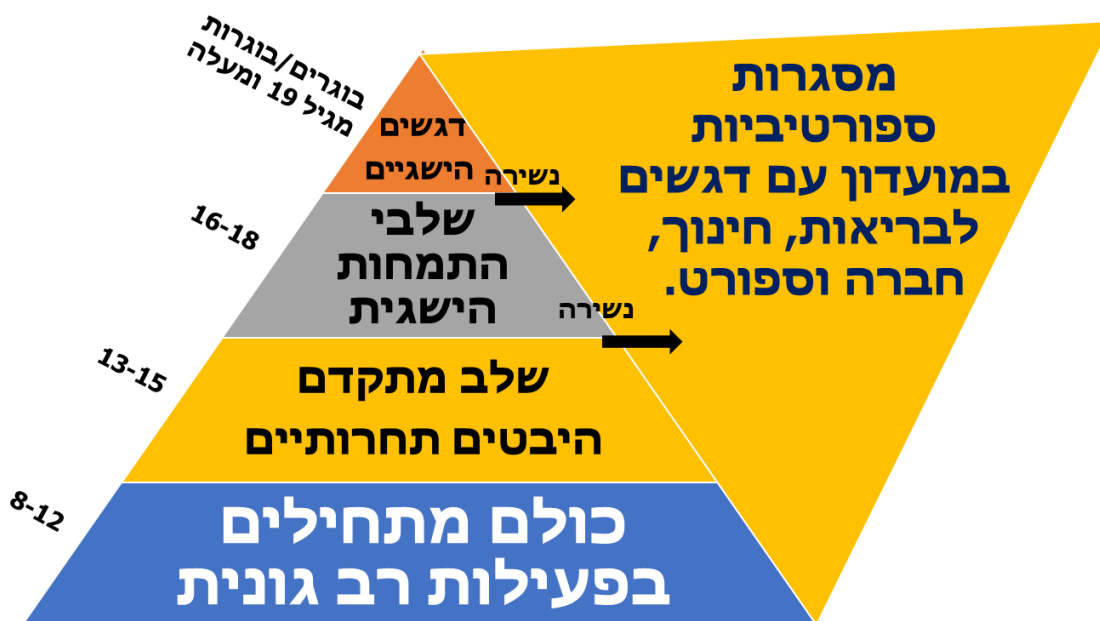 בוגרים/בוגרות
מגיל 19 ומעלה
דגשים
הישגיים
נשירה
16-18
שלבי
התמחות
הישגית
נשירה
13-15
שלב מתקדם
היבטים תחרותיים
8-12
כולם מתחילים
בפעילות רב גונית
מסגרות
ספורטיביות
במועדון עם דגשים
לבריאות, חינוך,
חברה וספורט.